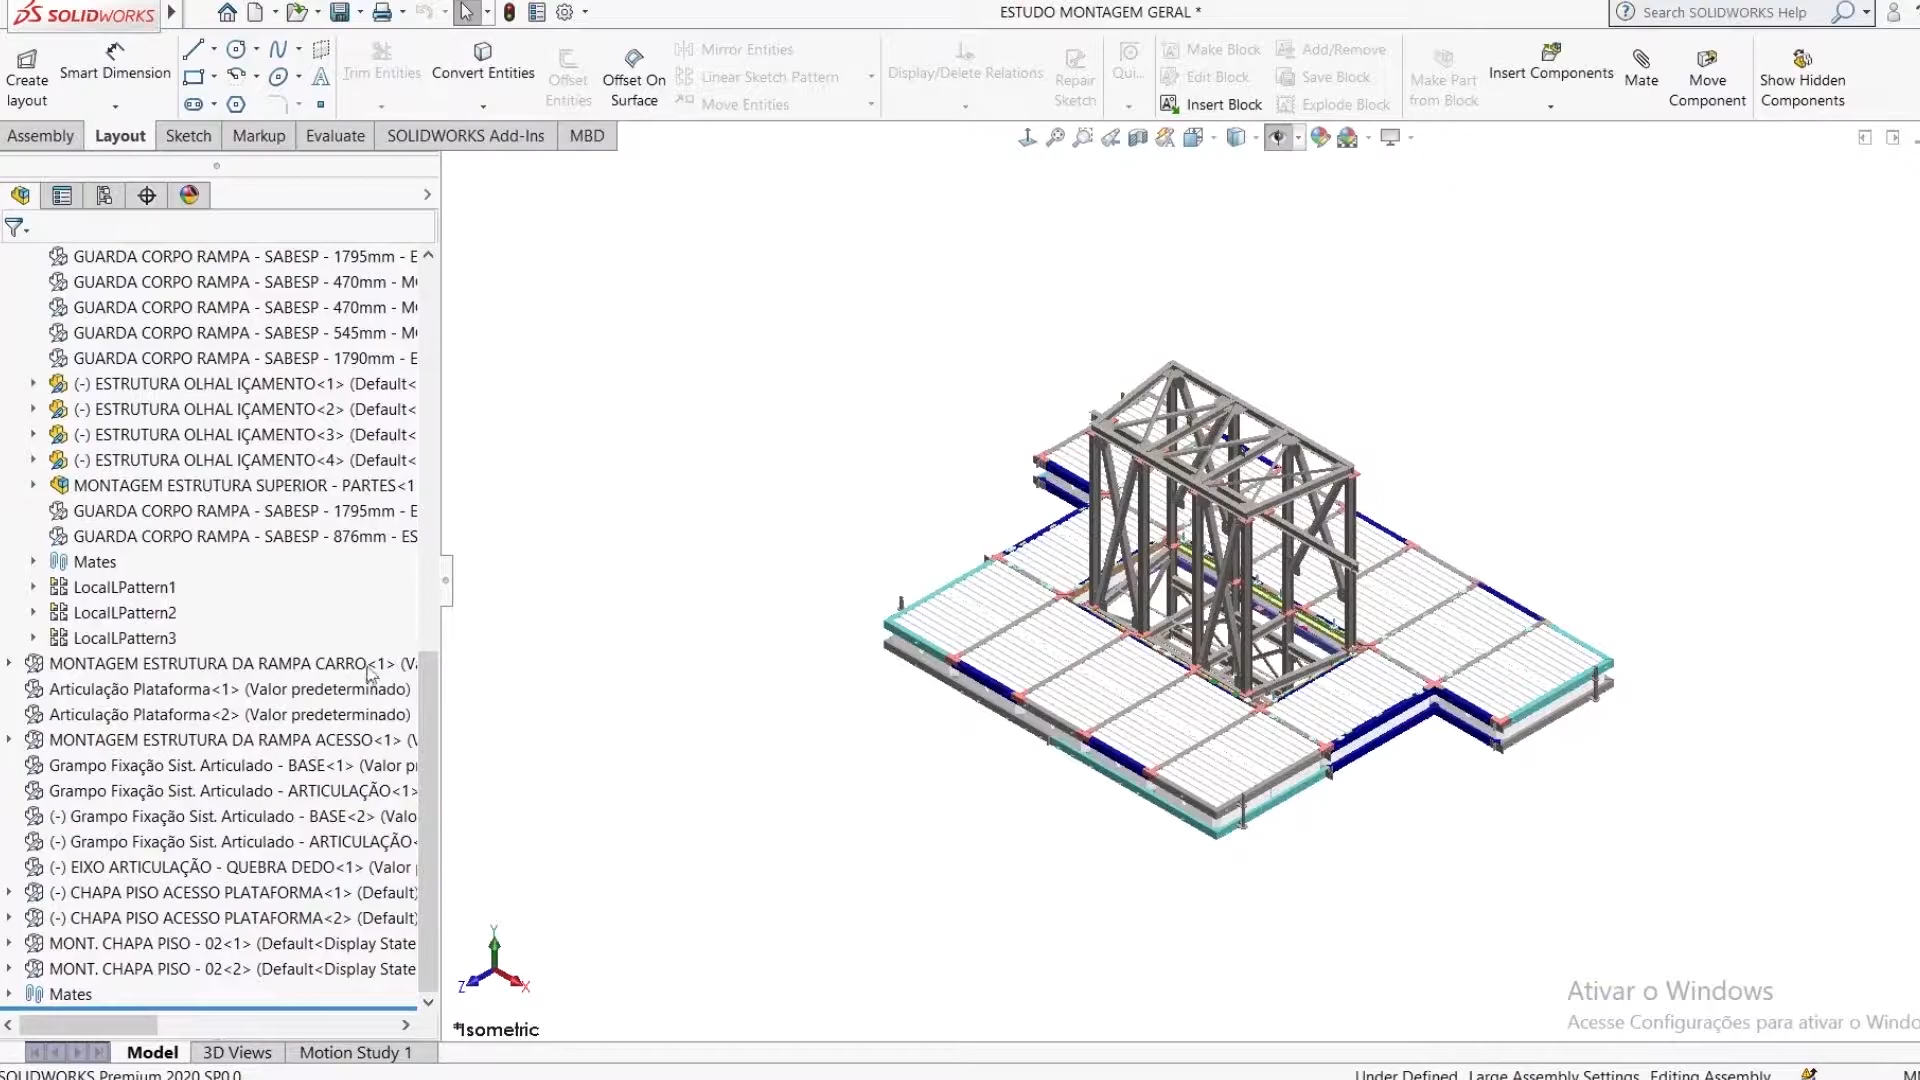 SOLIDWORKS
ESTUDO MONTAGEM GERAL *
Search SOLIDWORKS Help
Create layout
Smart Dimension
Trim Entities
Convert Entities
Offset Entities
Offset On Surface
Mirror Entities
Linear Sketch Pattern
Move Entities
Display/Delete Relations
Repair Sketch
Qui...
Make Block
Edit Block
Insert Block
Add/Remove
Save Block
Explode Block
Make Part from Block
Insert Components
Mate
Move Component
Show Hidden Components
Assembly
Layout
Sketch
Markup
Evaluate
SOLIDWORKS Add-Ins
MBD
GUARDA CORPO RAMPA - SABESP - 1795mm - E
GUARDA CORPO RAMPA - SABESP - 470mm - M
GUARDA CORPO RAMPA - SABESP - 470mm - M
GUARDA CORPO RAMPA - SABESP - 545mm - M
GUARDA CORPO RAMPA - SABESP - 1790mm - E
(-) ESTRUTURA OLHAL IÇAMENTO<1> (Default<
(-) ESTRUTURA OLHAL IÇAMENTO<2> (Default<
(-) ESTRUTURA OLHAL IÇAMENTO<3> (Default<
(-) ESTRUTURA OLHAL IÇAMENTO<4> (Default<
MONTAGEM ESTRUTURA SUPERIOR - PARTES<1
GUARDA CORPO RAMPA - SABESP - 1795mm - E
GUARDA CORPO RAMPA - SABESP - 876mm - ES
Mates
LocalLPattern1
LocalLPattern2
LocalLPattern3
MONTAGEM ESTRUTURA DA RAMPA CARRO<1> (Va
Articulação Plataforma<1> (Valor predeterminado)
Articulação Plataforma<2> (Valor predeterminado)
MONTAGEM ESTRUTURA DA RAMPA ACESSO<1> (V
Grampo Fixação Sist. Articulado - BASE<1> (Valor p
Grampo Fixação Sist. Articulado - ARTICULAÇÃO<1>
(-) Grampo Fixação Sist. Articulado - BASE<2> (Valo
(-) Grampo Fixação Sist. Articulado - ARTICULAÇÃO<
(-) EIXO ARTICULAÇÃO - QUEBRA DEDO<1> (Valor
(-) CHAPA PISO ACESSO PLATAFORMA<1> (Default)
(-) CHAPA PISO ACESSO PLATAFORMA<2> (Default)
MONT. CHAPA PISO - 02<1> (Default<Display State
MONT. CHAPA PISO - 02<2> (Default<Display State
Mates
Y
Z
X
*Isometric
Ativar o Windows
Acesse Configurações para ativar o Windo
Model
3D Views
Motion Study 1
SOLIDWORKS Premium 2020 SP0.0
Under Defined
Large Assembly Settings
Editing Assembly